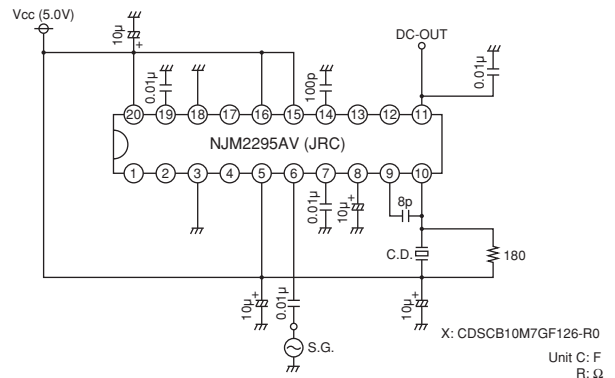 Vcc (5.0V)
10µ
+
0.01µ
100p
DC-OUT
0.01µ
20 19 18 17 16 15 14 13 12 11
NJM2295AV (JRC)
1 2 3 4 5 6 7 8 9 10
0.01µ
10µ
+
8p
C.D.
180
10µ
+
0.01µ
10µ
+
S.G.
X: CDSCB10M7GF126-R0
Unit C: F
R: Ω